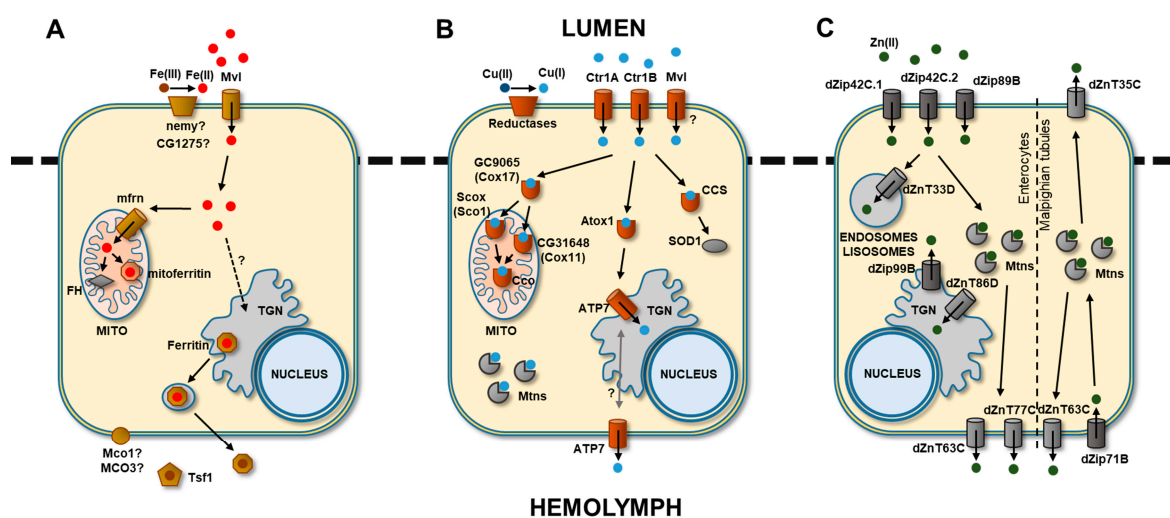 A
Fe(III)
Fe(II)
Mvl
nemy?
CG1275?
mfrn
FH
mitoferritin
MITO
?
TGN
Ferritin
NUCLEUS
Mco1?
MCO3?
Tsf1
B
LUMEN
Cu(II)
Cu(I)
Ctr1A
Ctr1B
Mvl
Reductases
?
GC9065
(Cox17)
Scox
(Sco1)
CCS
Atox1
CG31648
(Cox11)
SOD1
Cco
MITO
ATP7
TGN
NUCLEUS
Mtns
?
ATP7
HEMOLYMPH
C
Zn(II)
dZip42C.1
dZip42C.2
dZip89B
dZnT35C
Enterocytes
Malpighian tubules
dZnT33D
ENDOSOMES
LISOSOMES
dZip99B
dZnT86D
Mtns
Mtns
TGN
NUCLEUS
dZnT77C
dZnT63C
dZnT63C
dZip71B